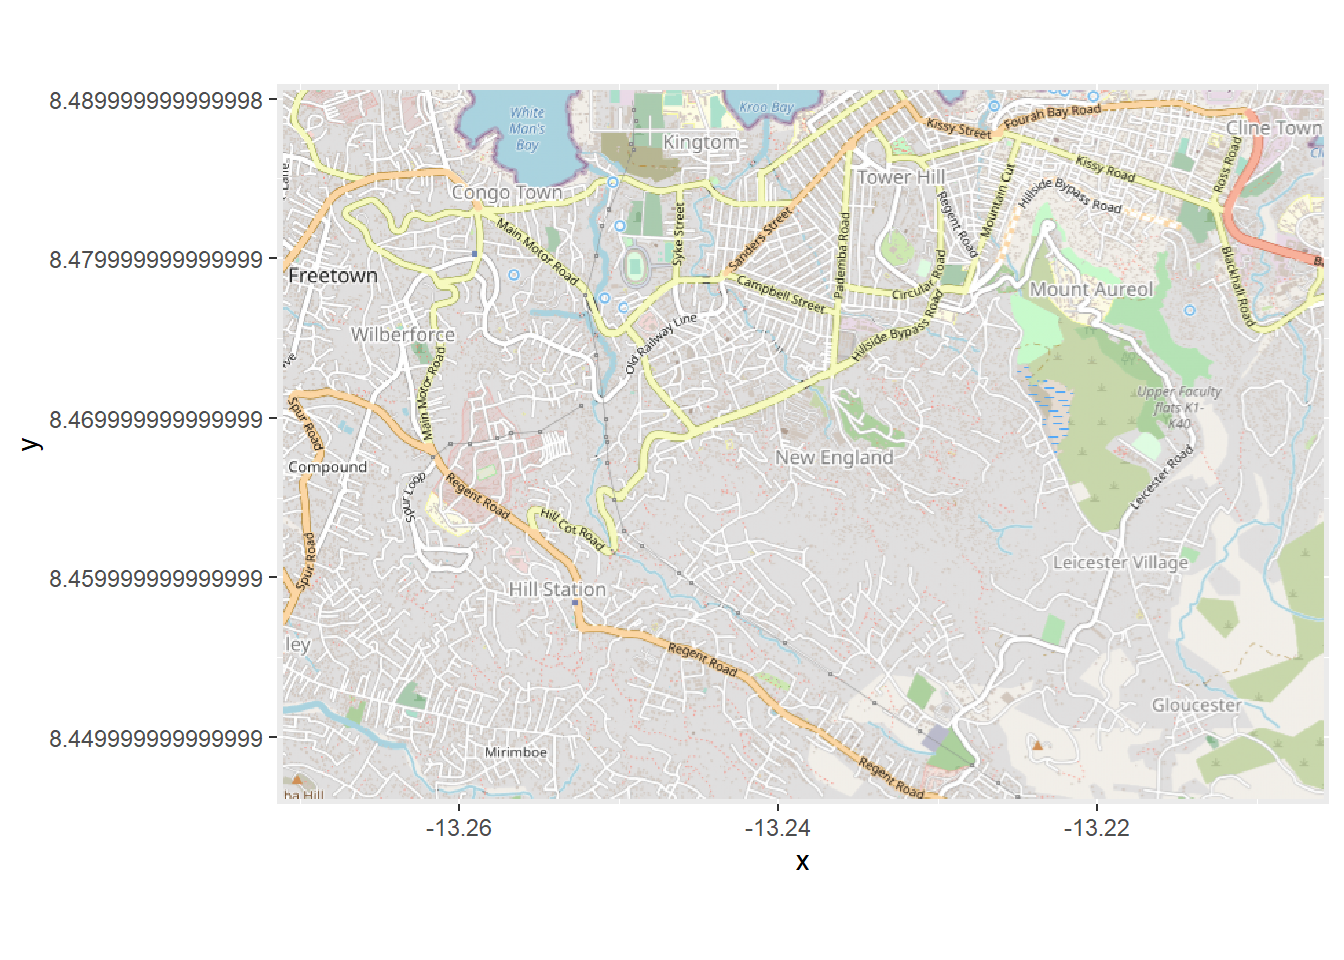 8.489999999999998
8.479999999999999
8.469999999999999
8.459999999999999
8.449999999999999
y
-13.26
-13.24
-13.22
x
White
Man's
Bay
Kroo Bay
Kingtom
Kissy Street
Fourah Bay Road
Cline Town
Congo Town
Tower Hill
Kissy Road
Ross Road
Lane
Hillside Bypass Road
Mountain Cut
Regent Road
Main Motor Road
Syke Street
Sanders Street
Pademba Road
Circular Road
Freetown
Campbell Street
Mount Aureol
Blackhall Road
Wilberforce
Old Railway Line
Hillside Bypass Road
Main Motor Road
Upper Faculty
flats K1-
K40
Spur Road
New England
Compound
Spur Loop
Regent Road
Leicester Road
Hill Cot Road
Spur Road
Hill Station
Leicester Village
ley
Regent Road
Gloucester
Mirimboe
Regent Road
ba Hill